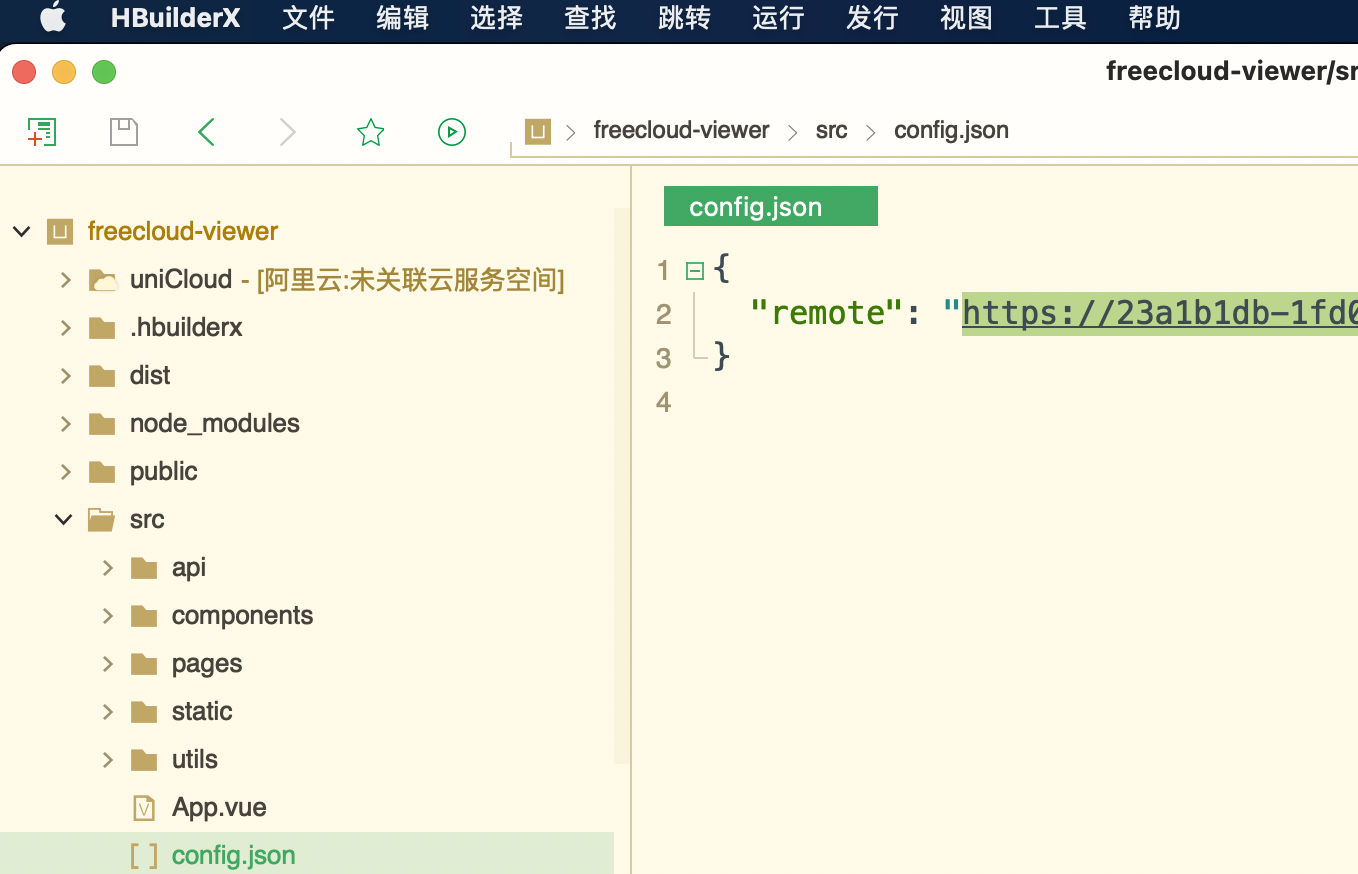 HBuilderX 文件 编辑 选择 查找 跳转 运行 发行 视图 工具 帮助
freecloud-viewer/sr
U > freecloud-viewer > src > config.json
U freecloud-viewer
uniCloud - [阿里云:未关联云服务空间]
.hbuilderx
dist
node_modules
public
src
api
components
pages
static
utils
V App.vue
[ ] config.json
config.json
1 {
2 "remote": "https://23a1b1db-1fd0
3 }
4